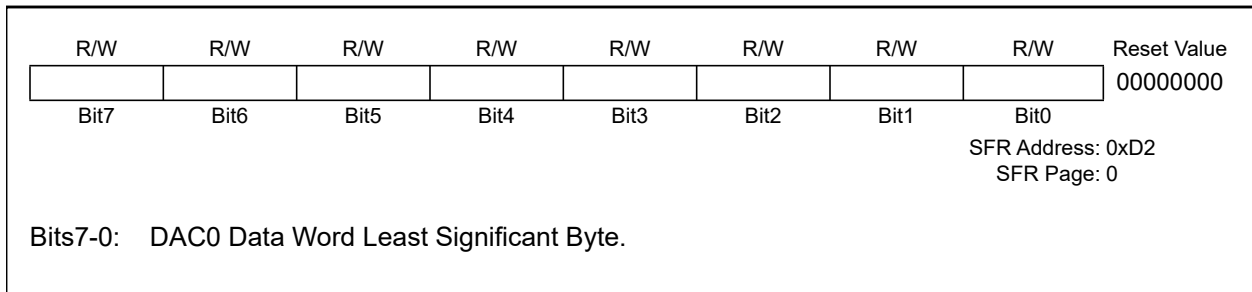 R/W R/W R/W R/W R/W R/W R/W R/W Reset Value
00000000
Bit7 Bit6 Bit5 Bit4 Bit3 Bit2 Bit1 Bit0
SFR Address: 0xD2
SFR Page: 0
Bits7-0: DAC0 Data Word Least Significant Byte.